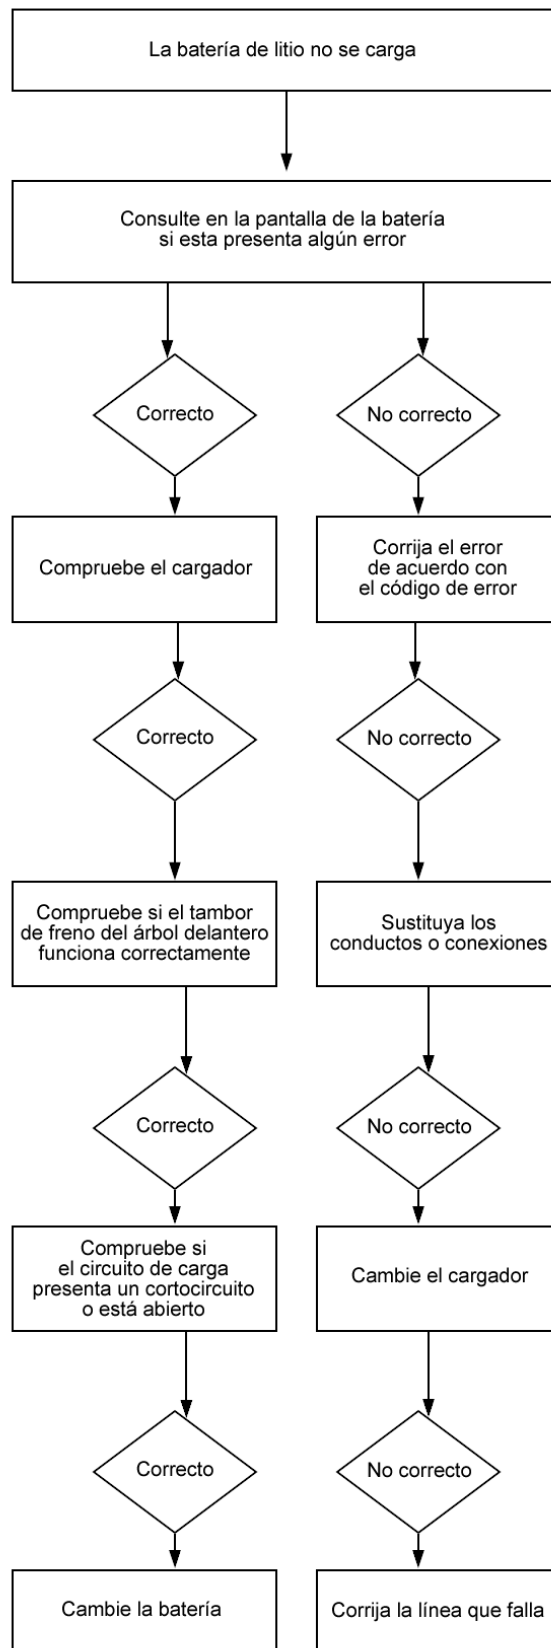 La batería de litio no se carga
Consulte en la pantalla de la batería
si esta presenta algún error
Correcto
No correcto
Compruebe el cargador
Corrija el error
de acuerdo con
el código de error
Correcto
No correcto
Compruebe si el tambor
de freno del árbol delantero
funciona correctamente
Sustituya los
conductos o conexiones
Correcto
No correcto
Compruebe si
el circuito de carga
presenta un cortocircuito
o está abierto
Cambie el cargador
Correcto
No correcto
Cambie la batería
Corrija la línea que falla